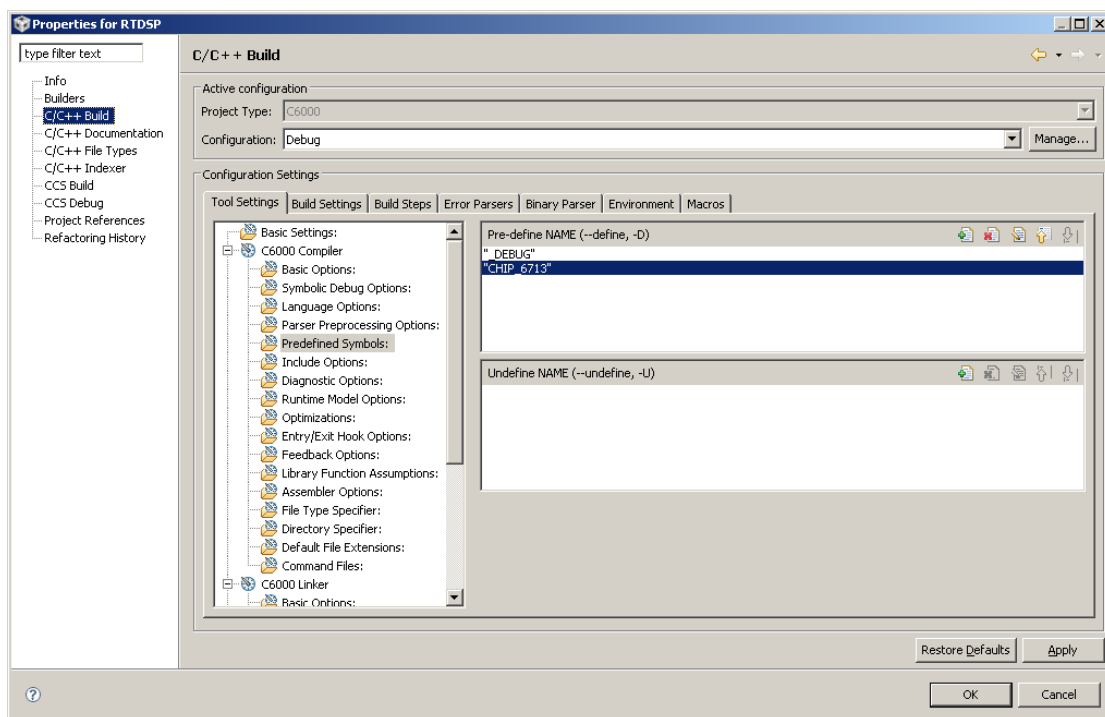 Properties for RTDSP
type filter text
Info
Builders
C/C++ Build
C/C++ Documentation
C/C++ File Types
C/C++ Indexer
CCS Build
CCS Debug
Project References
Refactoring History
C/C++ Build
Active configuration
Project Type: C6000
Configuration: Debug Manage...
Configuration Settings
Tool Settings Build Settings Build Steps Error Parsers Binary Parser Environment Macros
Basic Settings:
C6000 Compiler
Basic Options:
Symbolic Debug Options:
Language Options:
Parser Preprocessing Options:
Predefined Symbols:
Include Options:
Diagnostic Options:
Runtime Model Options:
Optimizations:
Entry/Exit Hook Options:
Feedback Options:
Library Function Assumptions:
Assembler Options:
File Type Specifier:
Directory Specifier:
Default File Extensions:
Command Files:
C6000 Linker
Basic Options:
Pre-define NAME (--define, -D)
"_DEBUG"
"CHIP_6713"
Undefine NAME (--undefine, -U)
Restore Defaults Apply
OK Cancel